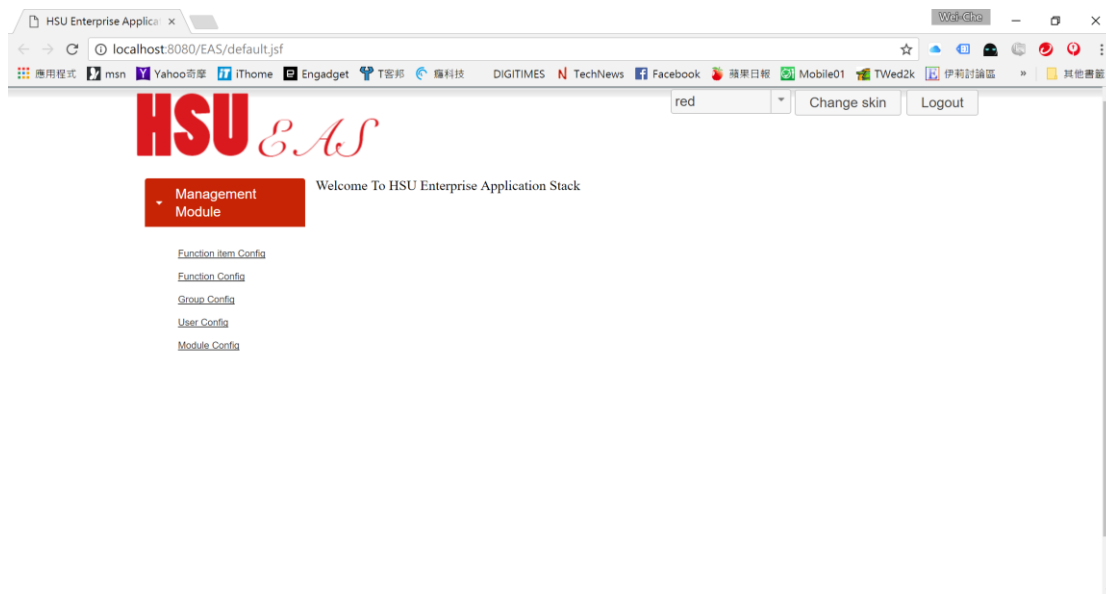 HSU Enterprise Applicat
Wei-Che
localhost:8080/EAS/default.jsf
應用程式 msn Yahoo奇摩 iThome Engadget T客邦 癮科技 DIGITIMES TechNews Facebook 蘋果日報 Mobile01 TWed2k 伊莉討論區 » 其他書籤
HSU EAS
red Change skin Logout
Management
Module
Welcome To HSU Enterprise Application Stack
Function item Config
Function Config
Group Config
User Config
Module Config